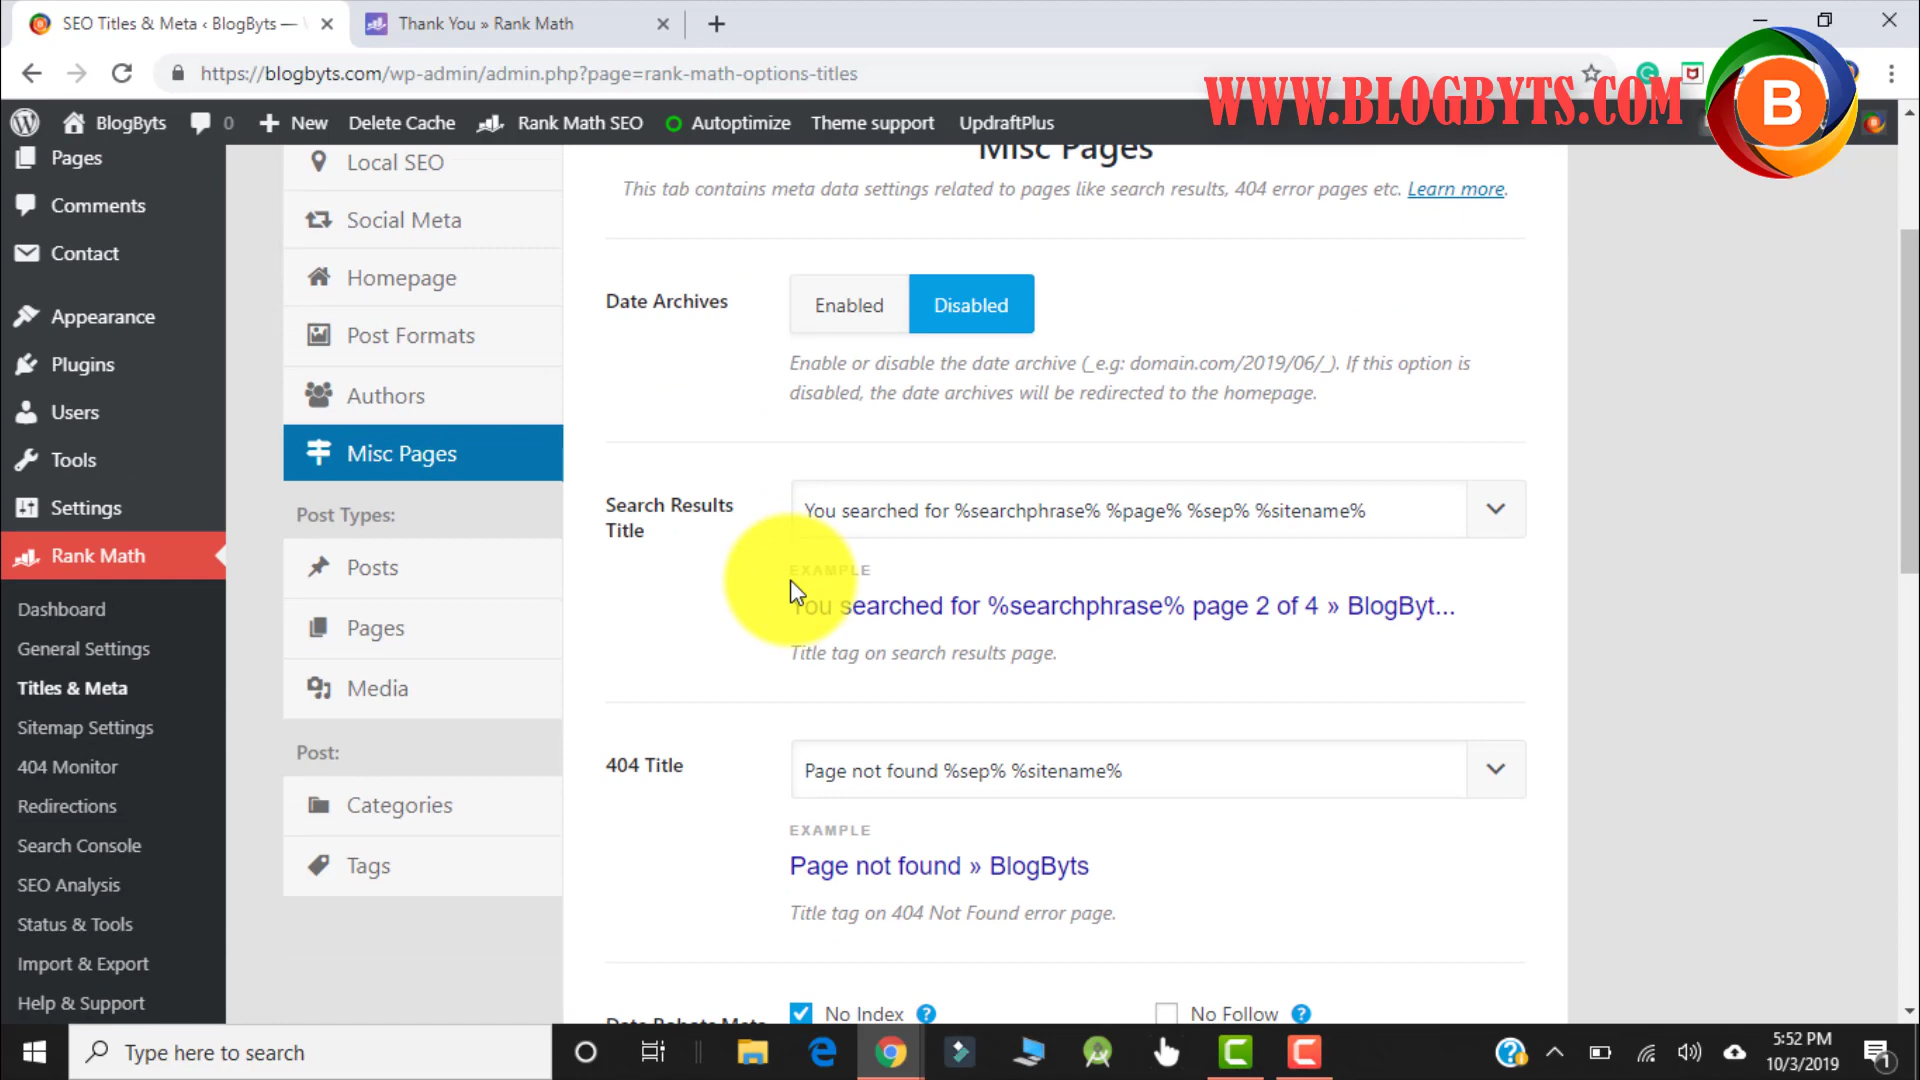 SEO Titles & Meta ‹ BlogByts —
Thank You » Rank Math
https://blogbyts.com/wp-admin/admin.php?page=rank-math-options-titles
WWW.BLOGBYTS.COM
B
BlogByts
0
New
Delete Cache
Rank Math SEO
Autoptimize
Theme support
UpdraftPlus
Pages
Comments
Contact
Appearance
Plugins
Users
Tools
Settings
Rank Math
Dashboard
General Settings
Titles & Meta
Sitemap Settings
404 Monitor
Redirections
Search Console
SEO Analysis
Status & Tools
Import & Export
Help & Support
Local SEO
Social Meta
Homepage
Post Formats
Authors
Misc Pages
Post Types:
Posts
Pages
Media
Post:
Categories
Tags
Misc Pages
This tab contains meta data settings related to pages like search results, 404 error pages etc. Learn more.
Date Archives
Enabled
Disabled
Enable or disable the date archive (_e.g: domain.com/2019/06/_). If this option is
disabled, the date archives will be redirected to the homepage.
Search Results
Title
You searched for %searchphrase% %page% %sep% %sitename%
EXAMPLE
You searched for %searchphrase% page 2 of 4 » BlogByt...
Title tag on search results page.
404 Title
Page not found %sep% %sitename%
EXAMPLE
Page not found » BlogByts
Title tag on 404 Not Found error page.
No Index
No Follow
Type here to search
5:52 PM
10/3/2019
1